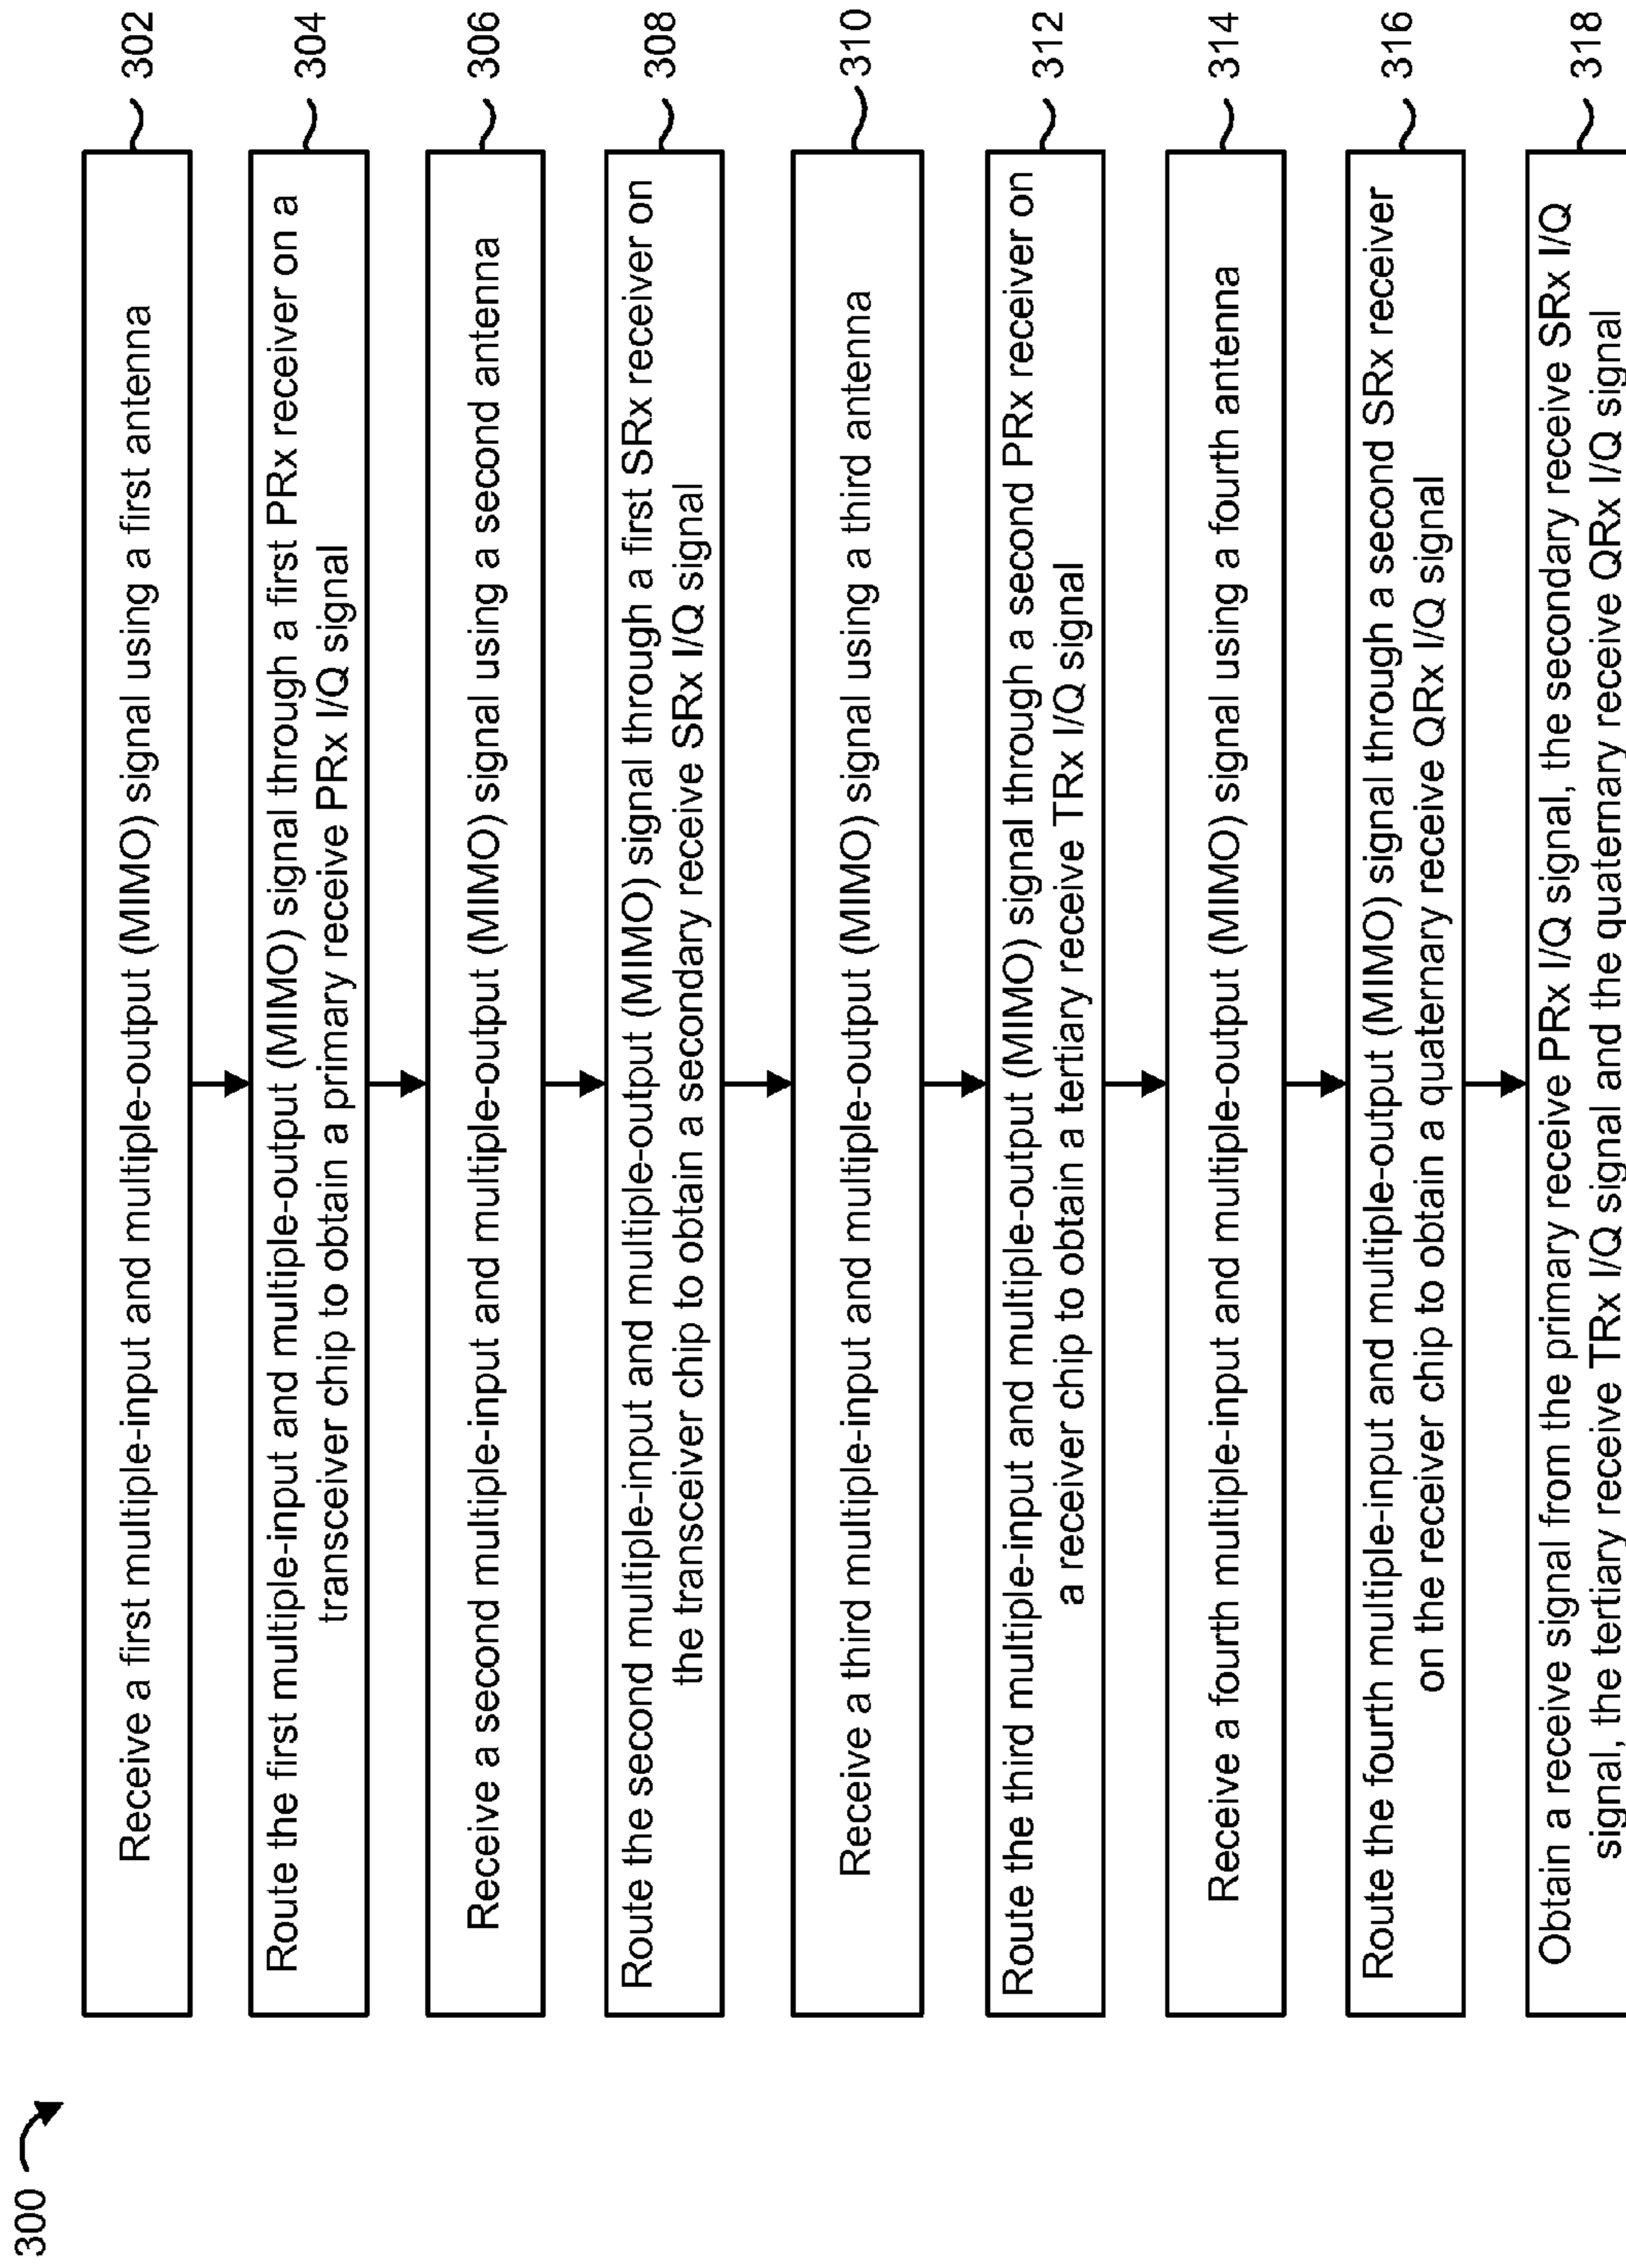 300
Receive a first multiple-input and multiple-output (MIMO) signal using a first antenna
302
Route the first multiple-input and multiple-output (MIMO) signal through a first PRx receiver on a
transceiver chip to obtain a primary receive PRx I/Q signal
304
Receive a second multiple-input and multiple-output (MIMO) signal using a second antenna
306
Route the second multiple-input and multiple-output (MIMO) signal through a first SRx receiver on
the transceiver chip to obtain a secondary receive SRx I/Q signal
308
Receive a third multiple-input and multiple-output (MIMO) signal using a third antenna
310
Route the third multiple-input and multiple-output (MIMO) signal through a second PRx receiver on
a receiver chip to obtain a tertiary receive TRx I/Q signal
312
Receive a fourth multiple-input and multiple-output (MIMO) signal using a fourth antenna
314
Route the fourth multiple-input and multiple-output (MIMO) signal through a second SRx receiver
on the receiver chip to obtain a quaternary receive QRx I/Q signal
316
Obtain a receive signal from the primary receive PRx I/Q signal, the secondary receive SRx I/Q
signal, the tertiary receive TRx I/Q signal and the quaternary receive QRx I/Q signal
318